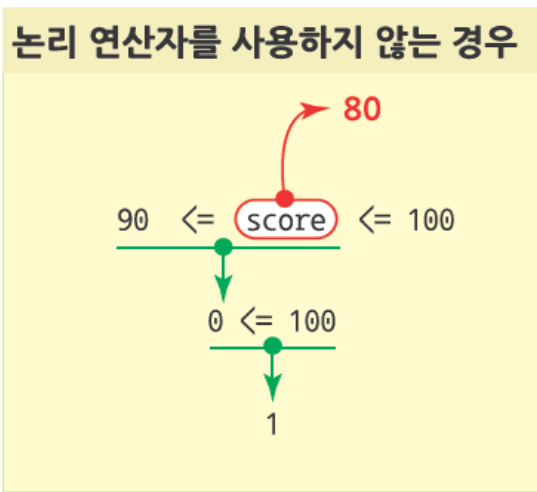 논리 연산자를 사용하지 않는 경우
80
90 <= score <= 100
0 <= 100
1